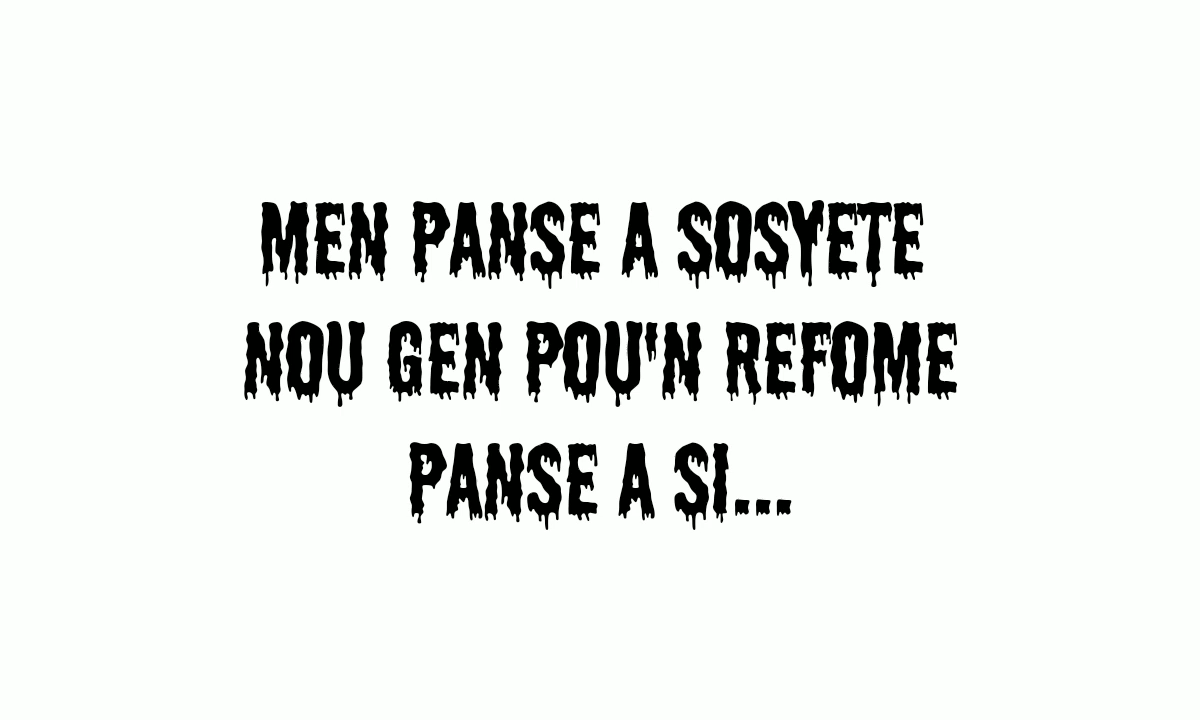 MEN PANSE A SOSYETE
NOU GEN POU'N REFOME
PANSE A SI...